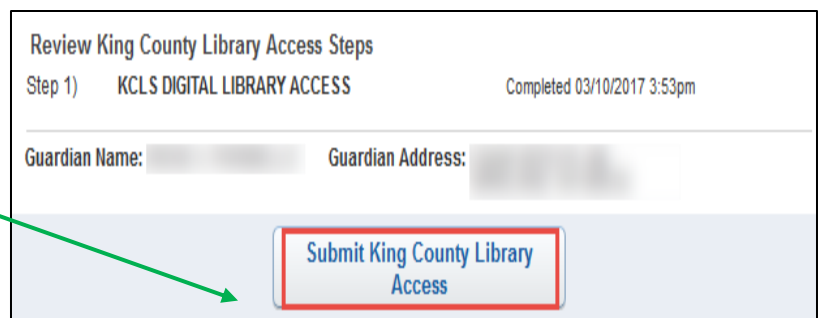 Review King County Library Access Steps
Step 1) KCLS DIGITAL LIBRARY ACCESS Completed 03/10/2017 3:53pm
Guardian Name: Guardian Address:
Submit King County Library
Access